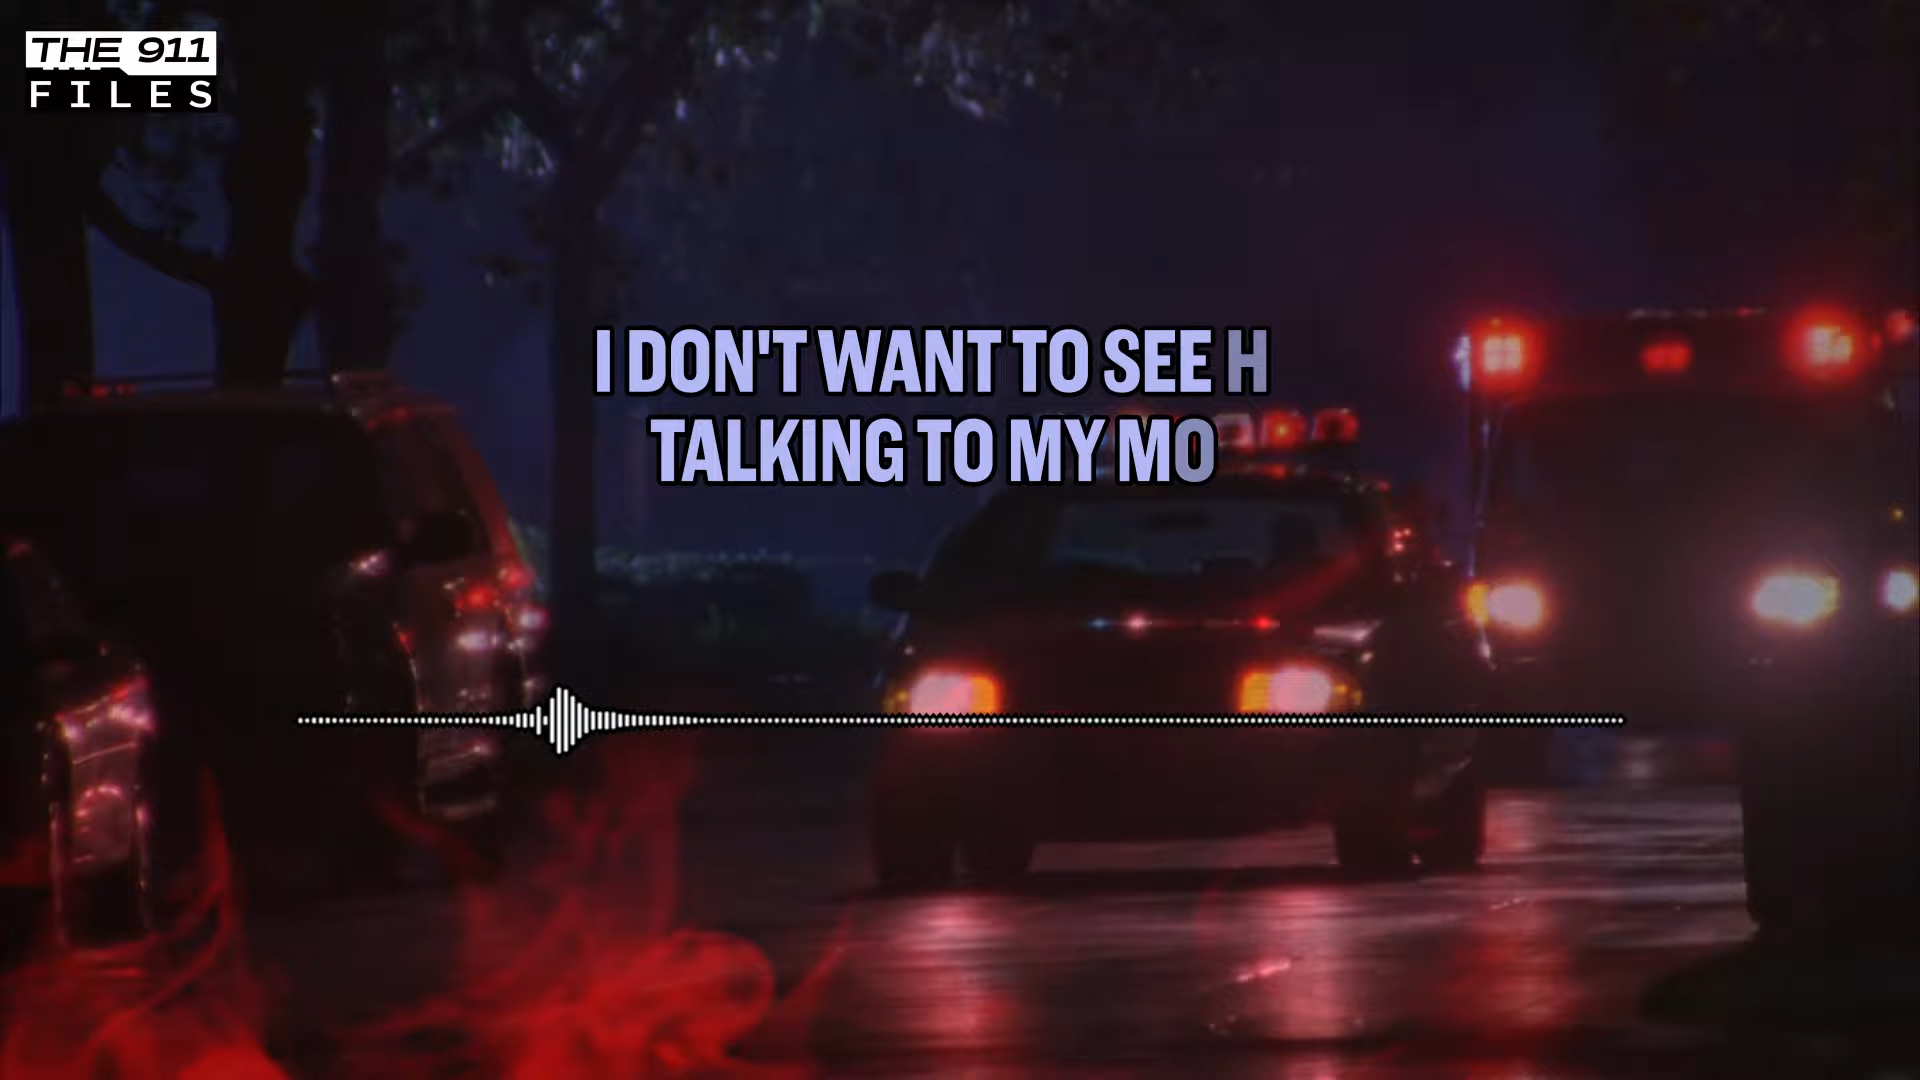 THE 911
FILES
I DON'T WANT TO SEE H
TALKING TO MY MO